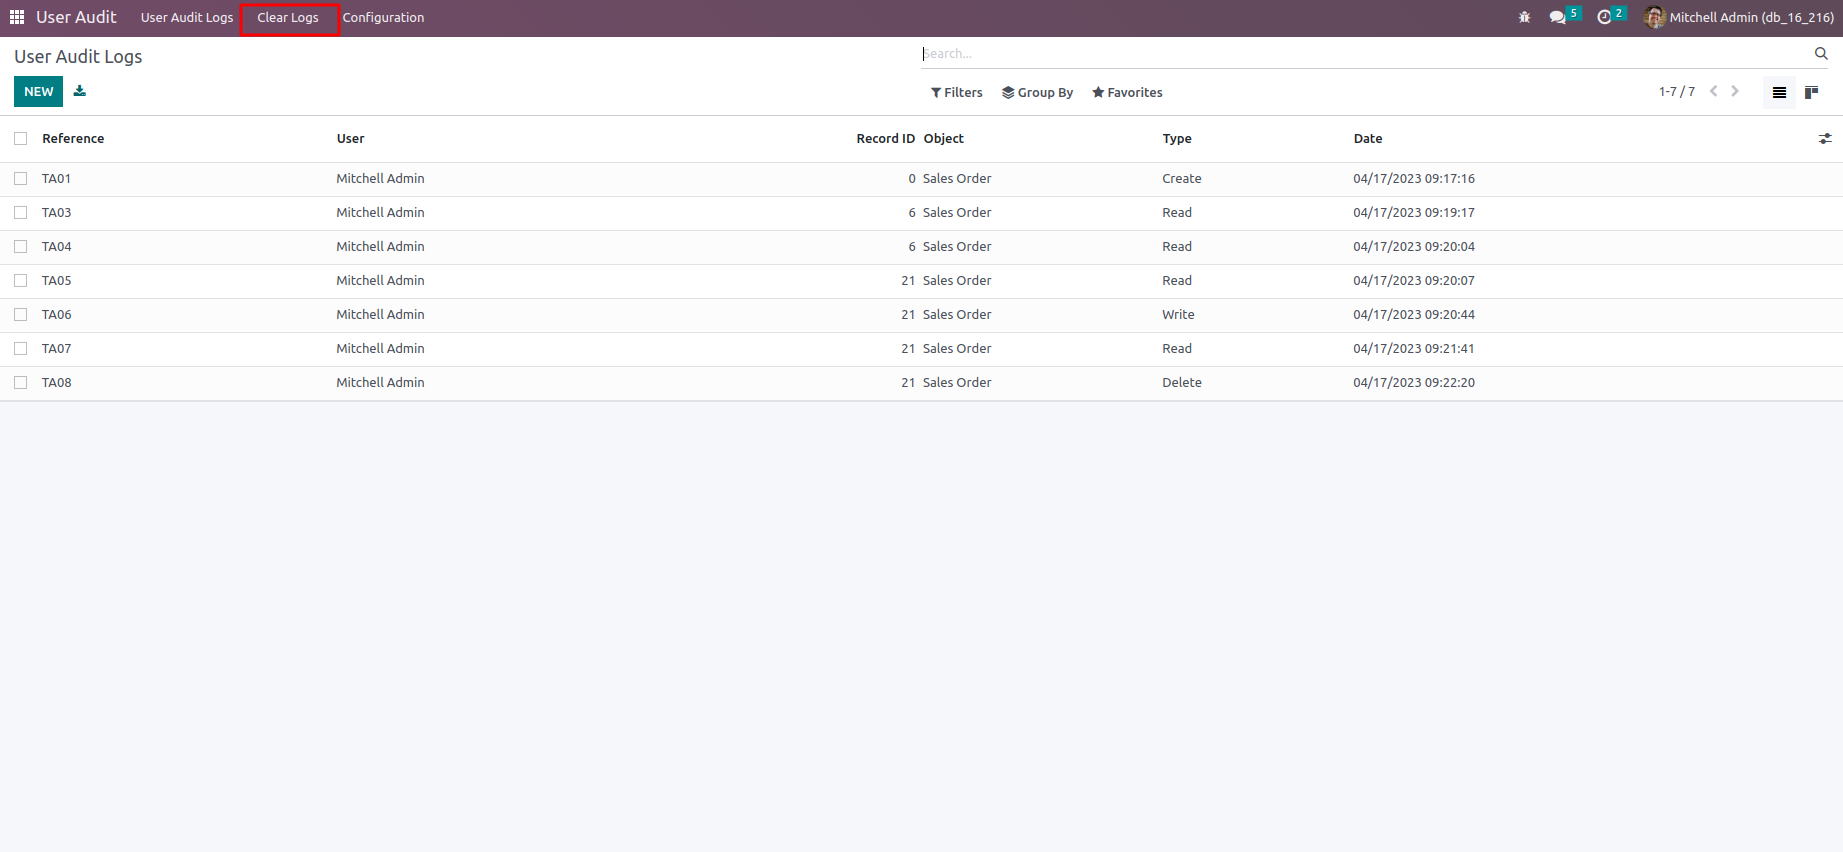 User Audit User Audit Logs Clear Logs Configuration 5 2 Mitchell Admin (db_16_216)
User Audit Logs Search...
NEW Filters Group By Favorites 1-7 / 7
Reference User Record ID Object Type Date
TA01 Mitchell Admin 0 Sales Order Create 04/17/2023 09:17:16
TA03 Mitchell Admin 6 Sales Order Read 04/17/2023 09:19:17
TA04 Mitchell Admin 6 Sales Order Read 04/17/2023 09:20:04
TA05 Mitchell Admin 21 Sales Order Read 04/17/2023 09:20:07
TA06 Mitchell Admin 21 Sales Order Write 04/17/2023 09:20:44
TA07 Mitchell Admin 21 Sales Order Read 04/17/2023 09:21:41
TA08 Mitchell Admin 21 Sales Order Delete 04/17/2023 09:22:20